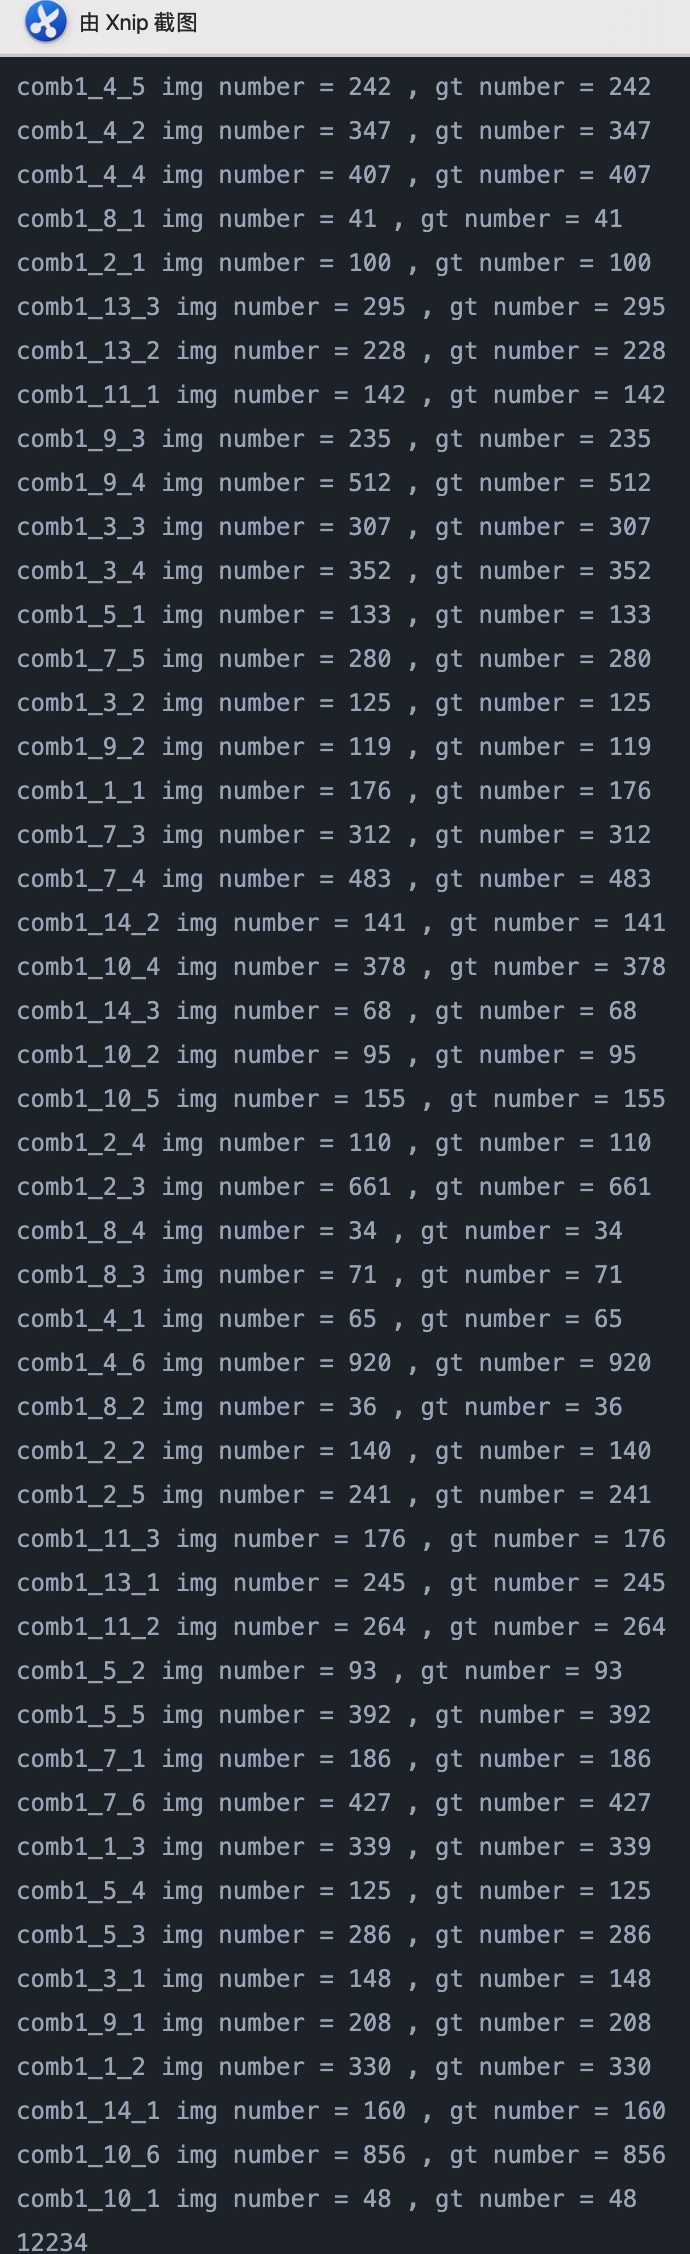 由 Xnip 截图
comb1_4_5 img number = 242 , gt number = 242
comb1_4_2 img number = 347 , gt number = 347
comb1_4_4 img number = 407 , gt number = 407
comb1_8_1 img number = 41 , gt number = 41
comb1_2_1 img number = 100 , gt number = 100
comb1_13_3 img number = 295 , gt number = 295
comb1_13_2 img number = 228 , gt number = 228
comb1_11_1 img number = 142 , gt number = 142
comb1_9_3 img number = 235 , gt number = 235
comb1_9_4 img number = 512 , gt number = 512
comb1_3_3 img number = 307 , gt number = 307
comb1_3_4 img number = 352 , gt number = 352
comb1_5_1 img number = 133 , gt number = 133
comb1_7_5 img number = 280 , gt number = 280
comb1_3_2 img number = 125 , gt number = 125
comb1_9_2 img number = 119 , gt number = 119
comb1_1_1 img number = 176 , gt number = 176
comb1_7_3 img number = 312 , gt number = 312
comb1_7_4 img number = 483 , gt number = 483
comb1_14_2 img number = 141 , gt number = 141
comb1_10_4 img number = 378 , gt number = 378
comb1_14_3 img number = 68 , gt number = 68
comb1_10_2 img number = 95 , gt number = 95
comb1_10_5 img number = 155 , gt number = 155
comb1_2_4 img number = 110 , gt number = 110
comb1_2_3 img number = 661 , gt number = 661
comb1_8_4 img number = 34 , gt number = 34
comb1_8_3 img number = 71 , gt number = 71
comb1_4_1 img number = 65 , gt number = 65
comb1_4_6 img number = 920 , gt number = 920
comb1_8_2 img number = 36 , gt number = 36
comb1_2_2 img number = 140 , gt number = 140
comb1_2_5 img number = 241 , gt number = 241
comb1_11_3 img number = 176 , gt number = 176
comb1_13_1 img number = 245 , gt number = 245
comb1_11_2 img number = 264 , gt number = 264
comb1_5_2 img number = 93 , gt number = 93
comb1_5_5 img number = 392 , gt number = 392
comb1_7_1 img number = 186 , gt number = 186
comb1_7_6 img number = 427 , gt number = 427
comb1_1_3 img number = 339 , gt number = 339
comb1_5_4 img number = 125 , gt number = 125
comb1_5_3 img number = 286 , gt number = 286
comb1_3_1 img number = 148 , gt number = 148
comb1_9_1 img number = 208 , gt number = 208
comb1_1_2 img number = 330 , gt number = 330
comb1_14_1 img number = 160 , gt number = 160
comb1_10_6 img number = 856 , gt number = 856
comb1_10_1 img number = 48 , gt number = 48
12234